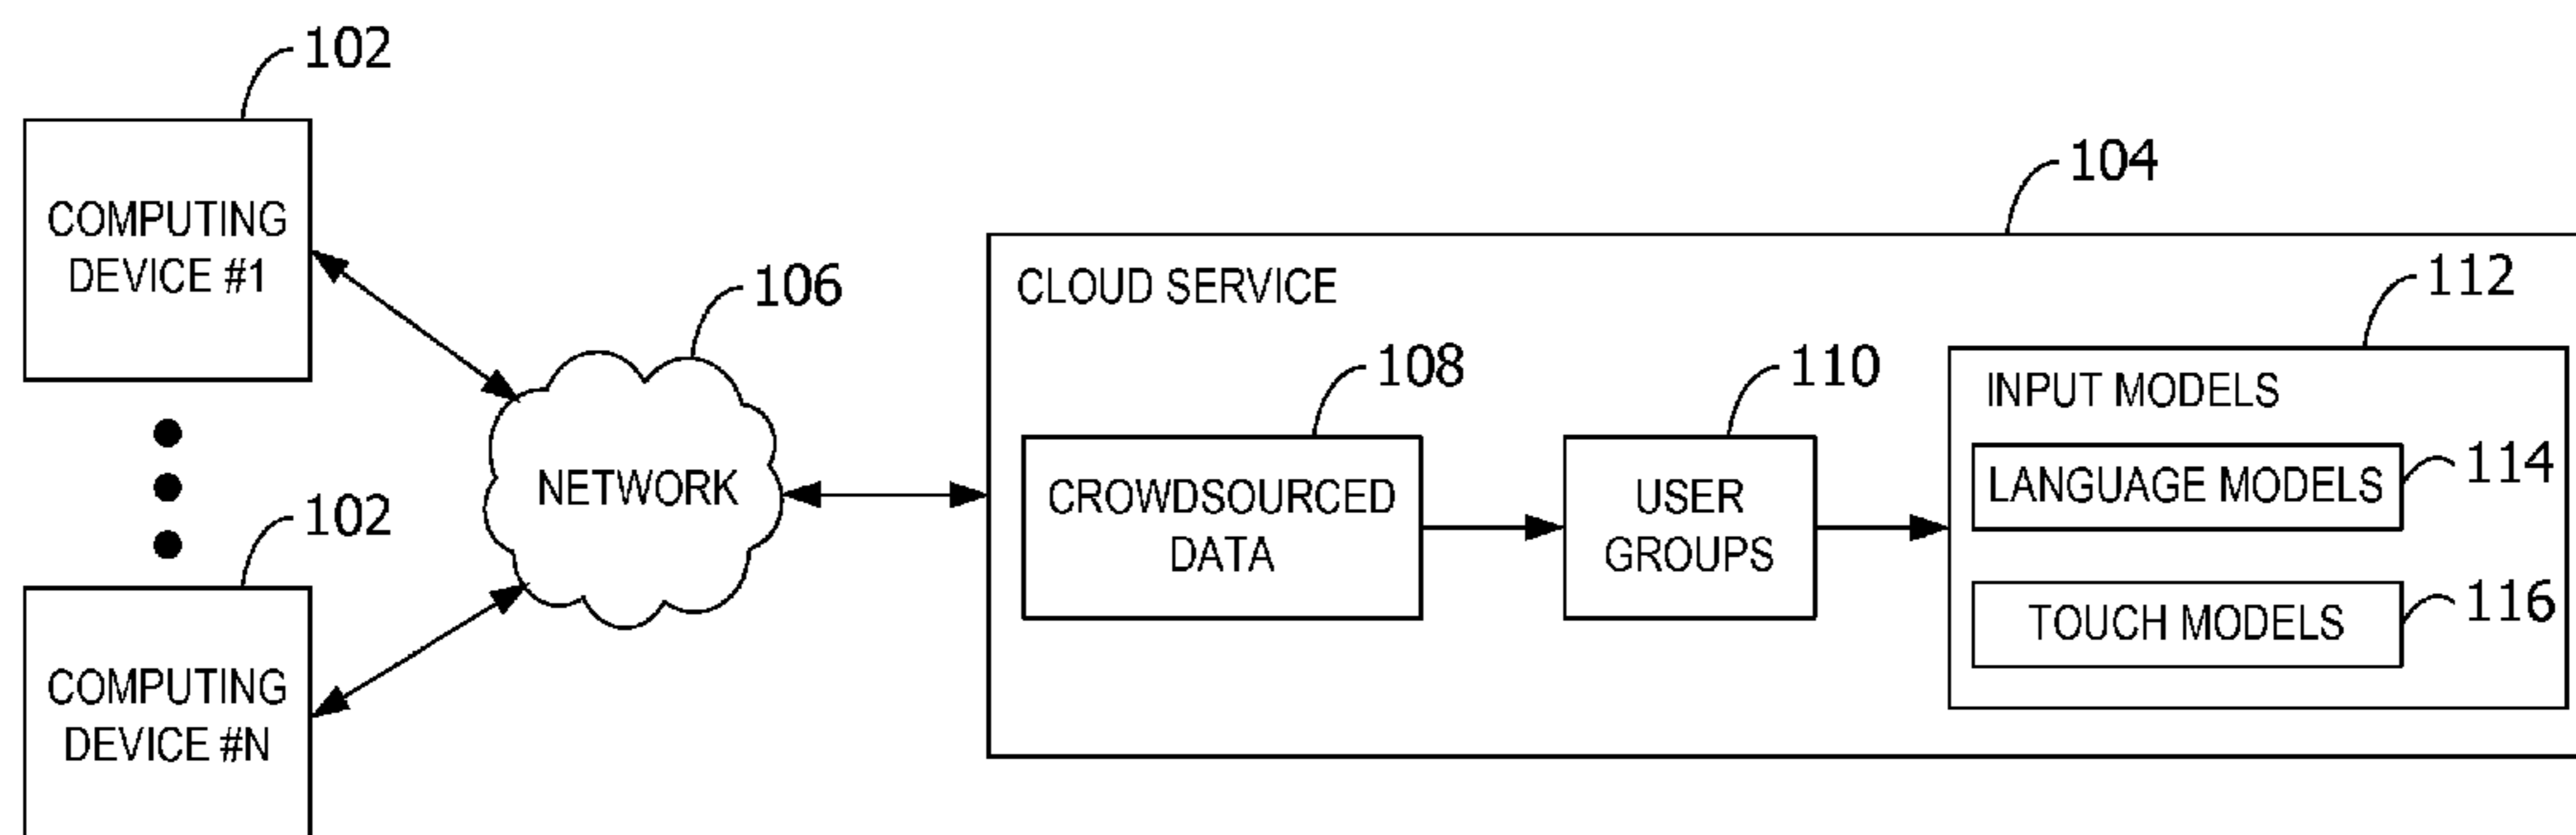 102
COMPUTING
DEVICE #1
106
NETWORK
102
COMPUTING
DEVICE #N
104
CLOUD SERVICE
108
CROWDSOURCED
DATA
110
USER
GROUPS
112
INPUT MODELS
LANGUAGE MODELS
114
TOUCH MODELS
116